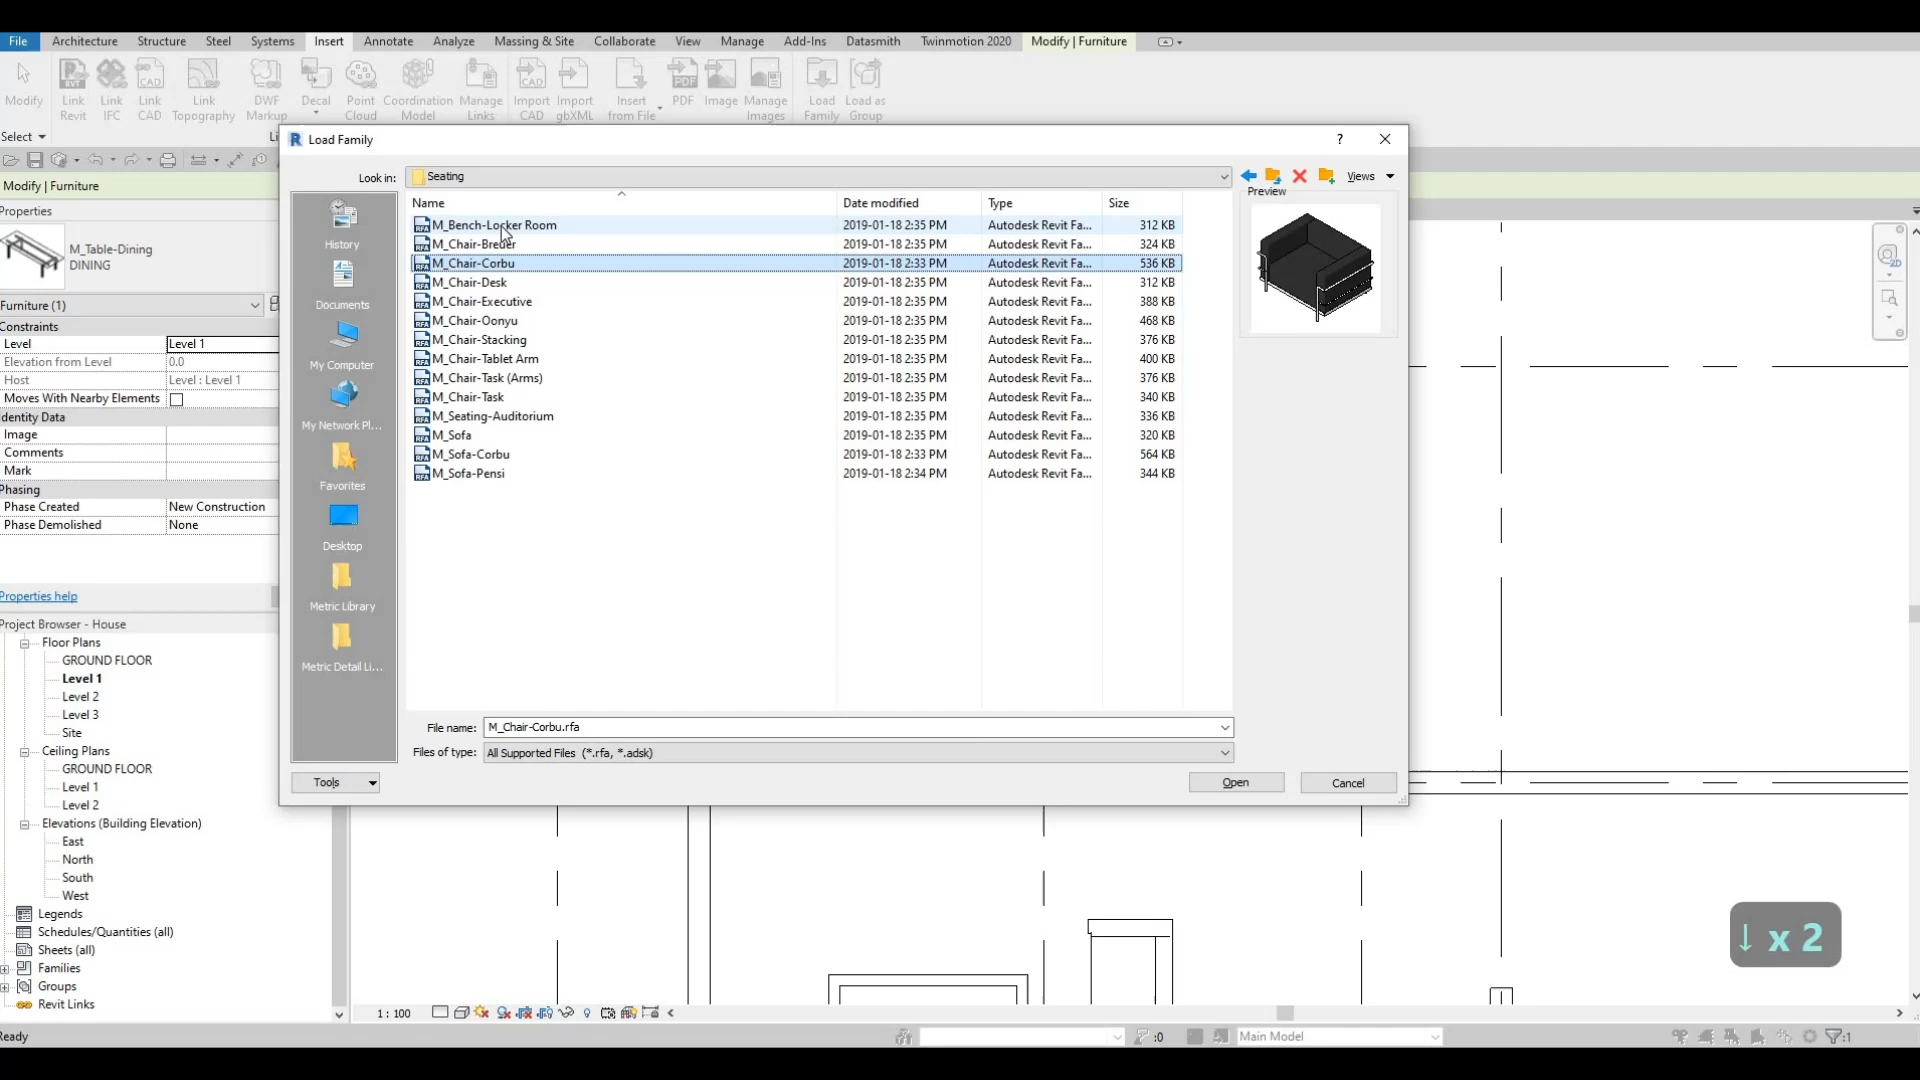 File Architecture Structure Steel Systems Insert Annotate Analyze Massing & Site Collaborate View Manage Add-Ins Datasmith Twinmotion 2020 Modify | Furniture
Modify Link Revit Link IFC Link CAD Link Topography DWF Markup Decal Point Cloud Coordination Model Manage Links Import CAD Import gbXML Insert from File PDF Image Manage Images Load Family Load as Group
Select Li
Modify | Furniture
Properties
M_Table-Dining
DINING
Furniture (1)
Constraints
Level Level 1
Elevation from Level 0.0
Host Level : Level 1
Moves With Nearby Elements
Identity Data
Image
Comments
Mark
Phasing
Phase Created New Construction
Phase Demolished None
Properties help
Project Browser - House
Floor Plans
GROUND FLOOR
Level 1
Level 2
Level 3
Site
Ceiling Plans
GROUND FLOOR
Level 1
Level 2
Elevations (Building Elevation)
East
North
South
West
Legends
Schedules/Quantities (all)
Sheets (all)
Families
Groups
Revit Links
Load Family
?
Look in: Seating
Views
Preview
History
Documents
My Computer
My Network Pl...
Favorites
Desktop
Metric Library
Metric Detail Li...
Name Date modified Type Size
M_Bench-Locker Room 2019-01-18 2:35 PM Autodesk Revit Fa... 312 KB
M_Chair-Breuer 2019-01-18 2:35 PM Autodesk Revit Fa... 324 KB
M_Chair-Corbu 2019-01-18 2:33 PM Autodesk Revit Fa... 536 KB
M_Chair-Desk 2019-01-18 2:35 PM Autodesk Revit Fa... 312 KB
M_Chair-Executive 2019-01-18 2:35 PM Autodesk Revit Fa... 388 KB
M_Chair-Oonyu 2019-01-18 2:35 PM Autodesk Revit Fa... 468 KB
M_Chair-Stacking 2019-01-18 2:35 PM Autodesk Revit Fa... 376 KB
M_Chair-Tablet Arm 2019-01-18 2:35 PM Autodesk Revit Fa... 400 KB
M_Chair-Task (Arms) 2019-01-18 2:35 PM Autodesk Revit Fa... 376 KB
M_Chair-Task 2019-01-18 2:35 PM Autodesk Revit Fa... 340 KB
M_Seating-Auditorium 2019-01-18 2:35 PM Autodesk Revit Fa... 336 KB
M_Sofa 2019-01-18 2:35 PM Autodesk Revit Fa... 320 KB
M_Sofa-Corbu 2019-01-18 2:33 PM Autodesk Revit Fa... 564 KB
M_Sofa-Pensi 2019-01-18 2:34 PM Autodesk Revit Fa... 344 KB
File name: M_Chair-Corbu.rfa
Files of type: All Supported Files (*.rfa, *.adsk)
Tools Open Cancel
↓ x 2
1 : 100
Ready :0 Main Model :1